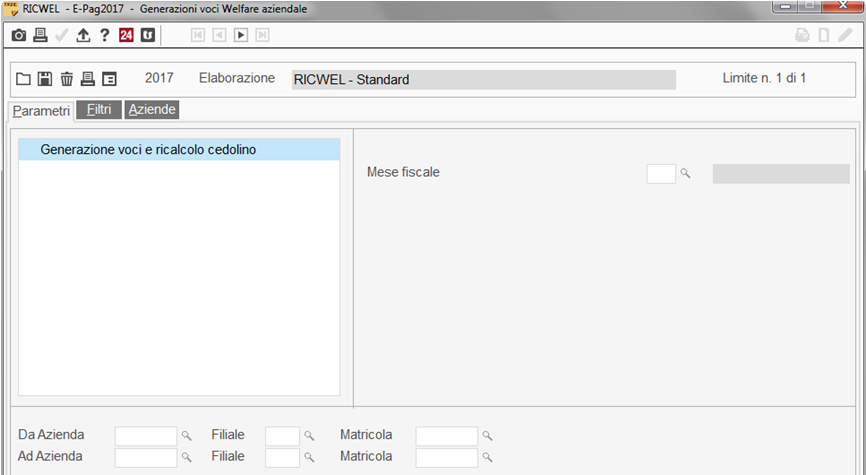 RICWEL - E-Pag2017 - Generazioni voci Welfare aziendale
? 24
2017 Elaborazione RICWEL - Standard Limite n. 1 di 1
Parametri Filtri Aziende
Generazione voci e ricalcolo cedolino
Mese fiscale
Da Azienda Filiale Matricola
Ad Azienda Filiale Matricola